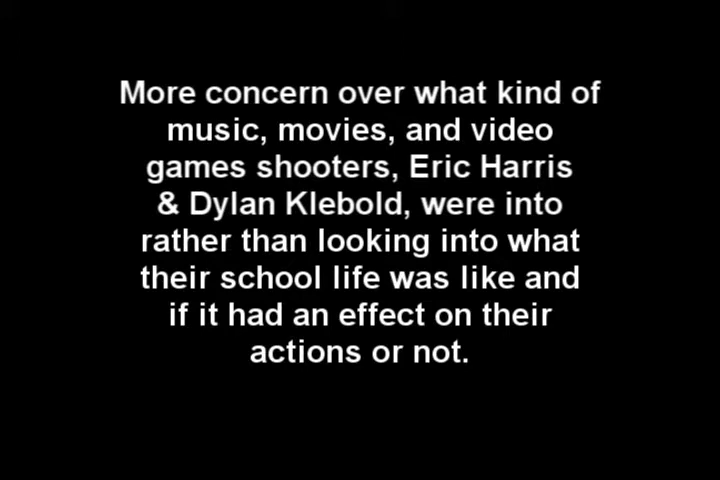 More concern over what kind of
music, movies, and video
games shooters, Eric Harris
& Dylan Klebold, were into
rather than looking into what
their school life was like and
if it had an effect on their
actions or not.